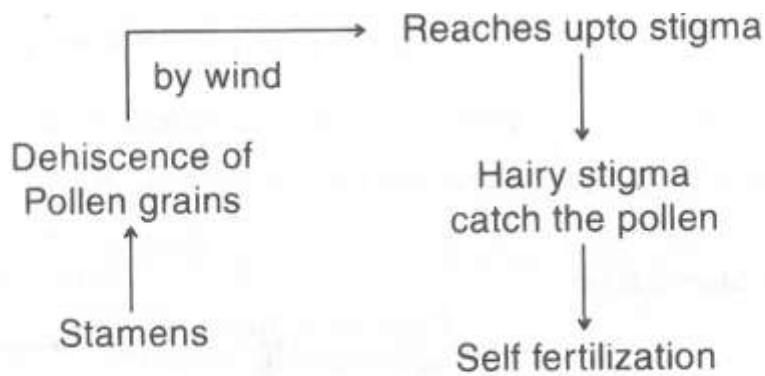 Reaches upto stigma
by wind
Dehiscence of
Pollen grains
Hairy stigma
catch the pollen
Stamens
Self fertilization